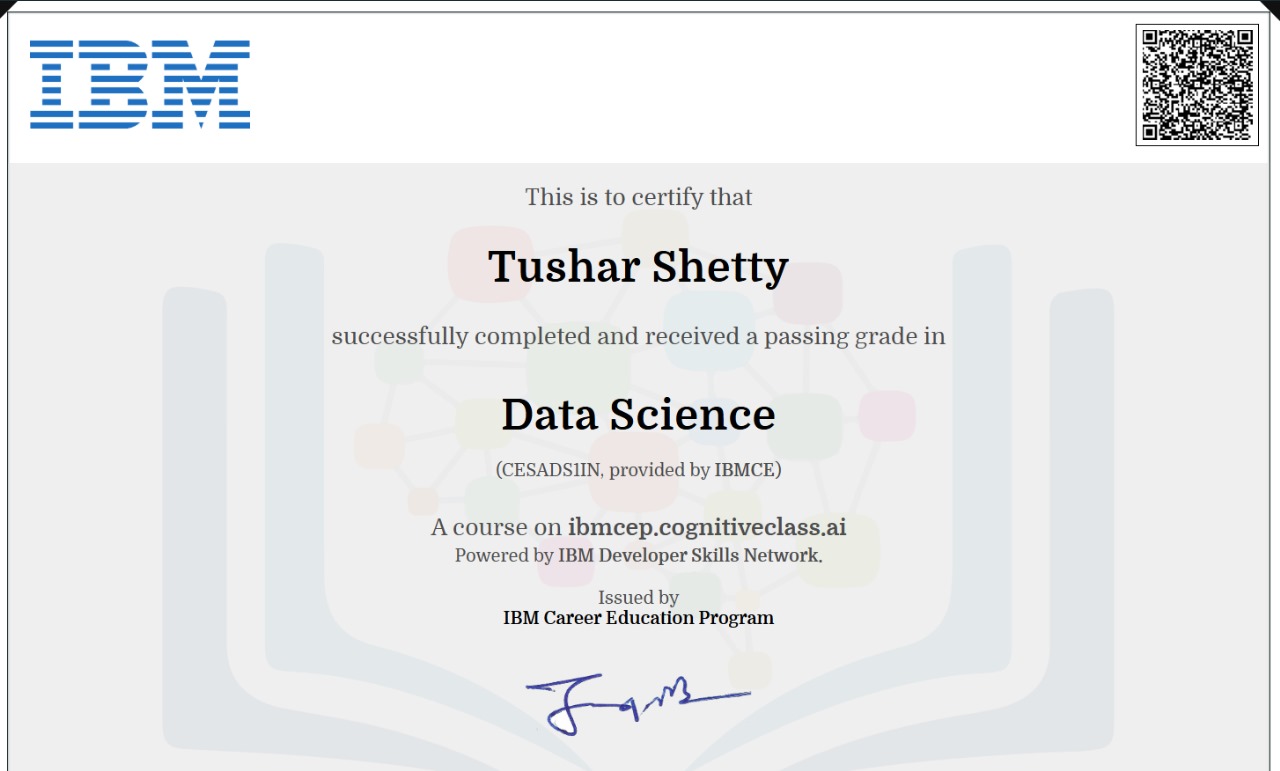 IBM
This is to certify that
Tushar Shetty
successfully completed and received a passing grade in
Data Science
(CESADS1IN, provided by IBMCE)
A course on ibmcep.cognitiveclass.ai
Powered by IBM Developer Skills Network.
Issued by
IBM Career Education Program